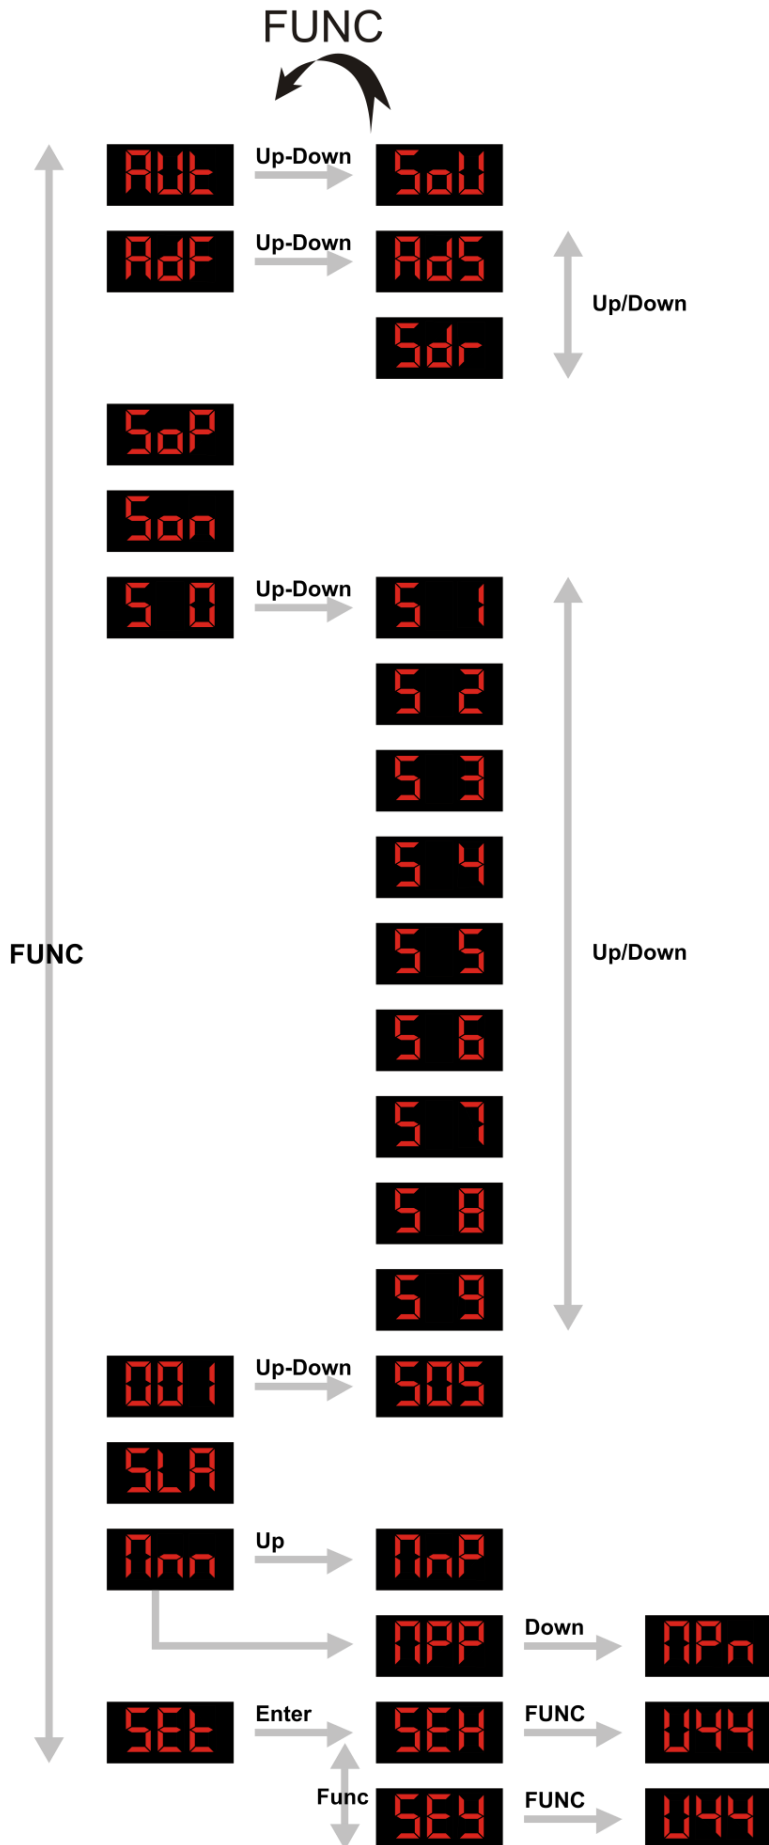 FUNC
AUt Up-Down SoU
AdF Up-Down AdS
Up/Down
Sdr
SoP
Son
S 0 Up-Down S 1
S 2
S 3
S 4
FUNC
S 5 Up/Down
S 6
S 7
S 8
S 9
001 Up-Down SOS
SLA
Mnn Up MnP
MPP Down MPn
SEt Enter SEH FUNC U44
Func
SEY FUNC U44